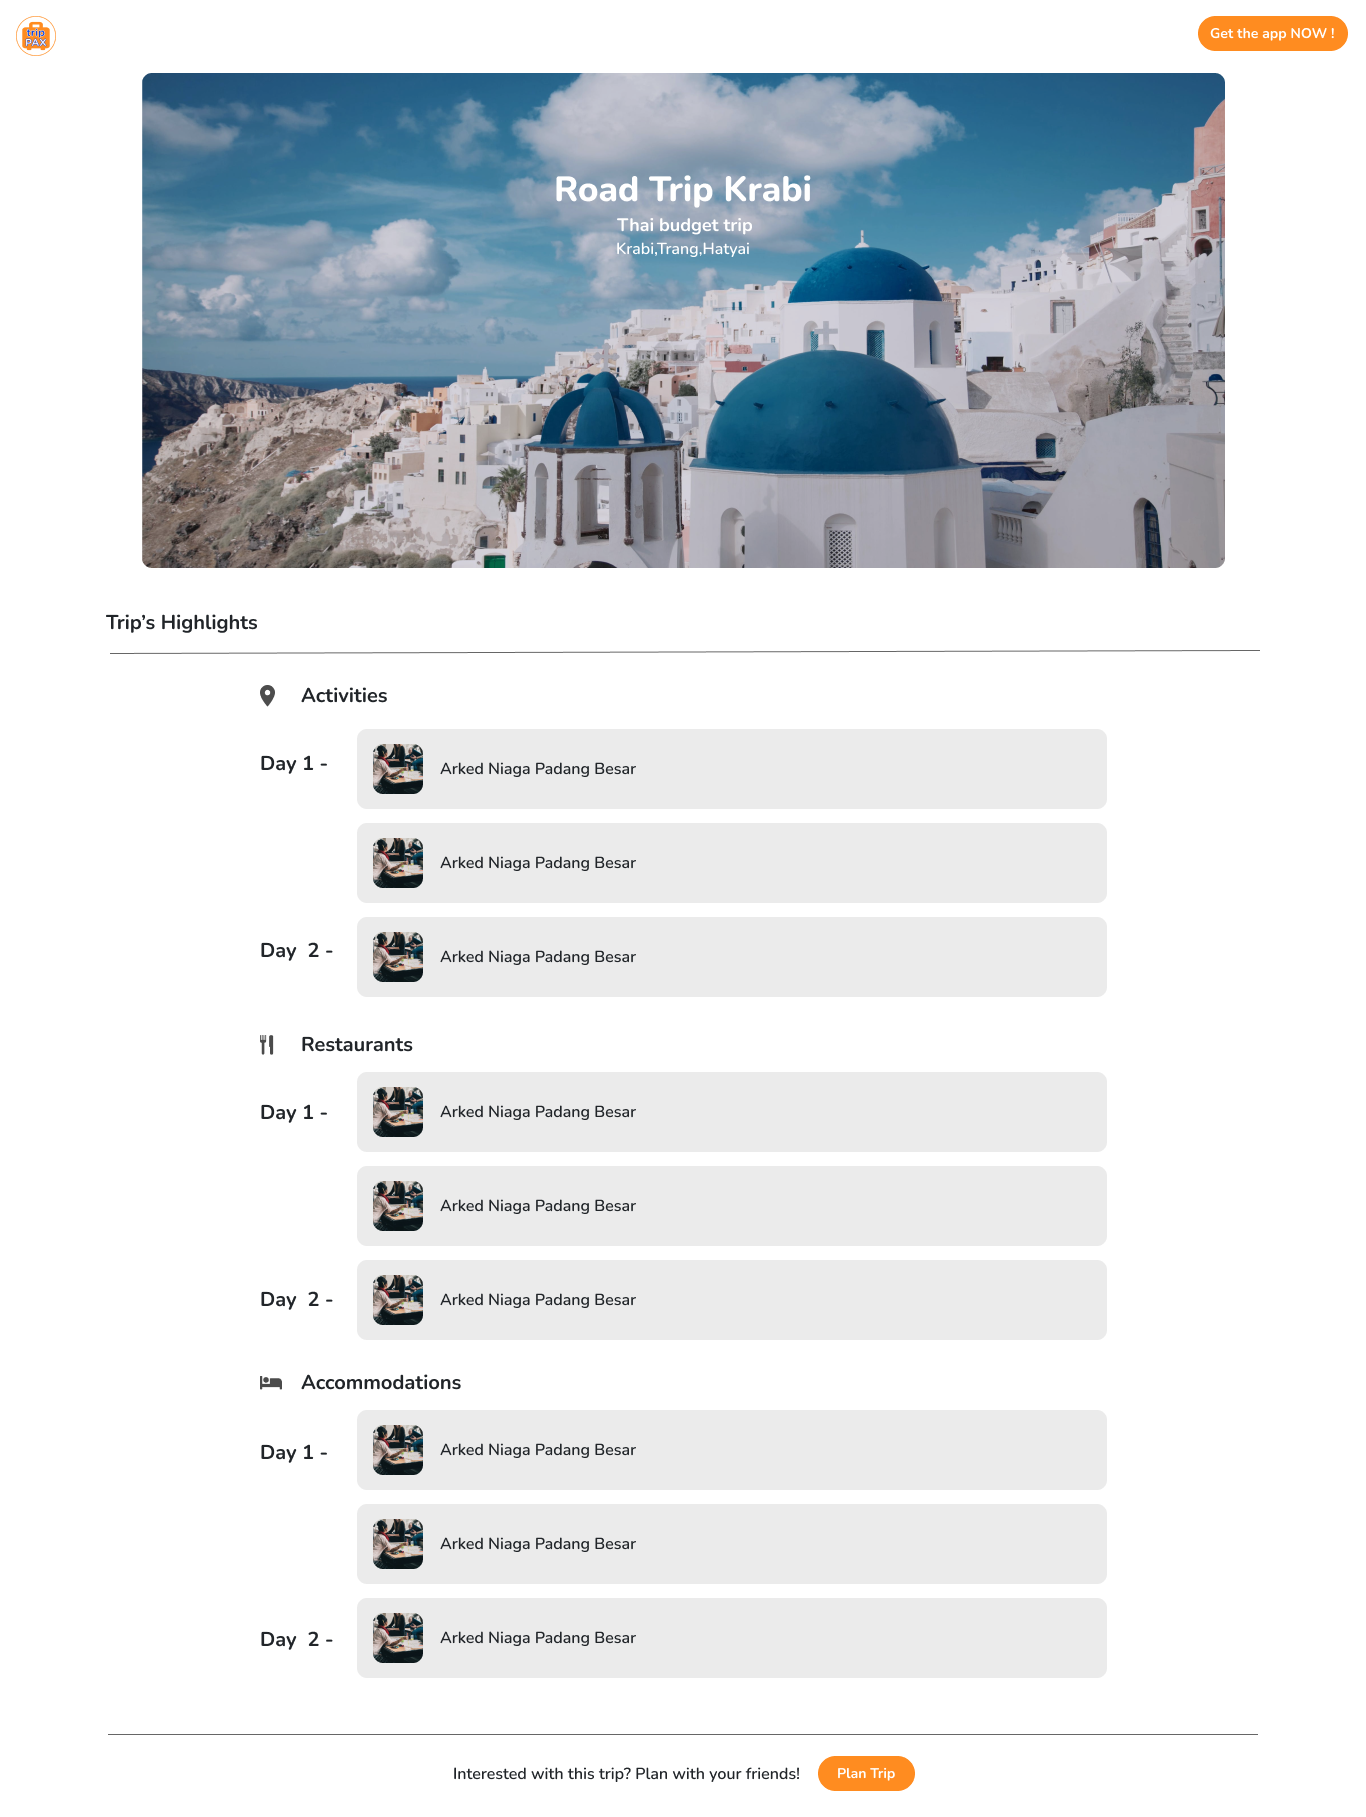 trip
PAX
Get the app NOW !
Road Trip Krabi
Thai budget trip
Krabi,Trang,Hatyai
Trip’s Highlights
Activities
Day 1 -
Arked Niaga Padang Besar
Arked Niaga Padang Besar
Day  2 -
Arked Niaga Padang Besar
Restaurants
Day 1 -
Arked Niaga Padang Besar
Arked Niaga Padang Besar
Day  2 -
Arked Niaga Padang Besar
Accommodations
Day 1 -
Arked Niaga Padang Besar
Arked Niaga Padang Besar
Day  2 -
Arked Niaga Padang Besar
Interested with this trip? Plan with your friends!
Plan Trip